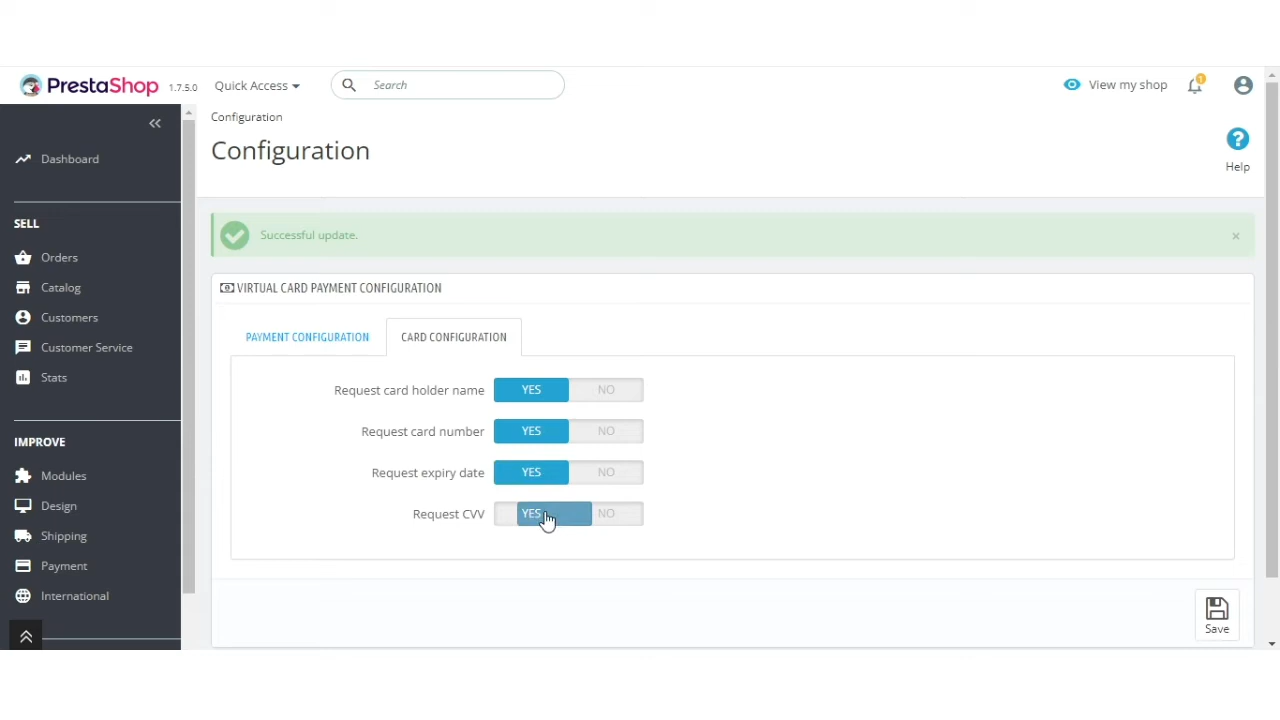 PrestaShop 1.7.5.0 Quick Access Search View my shop 1
Configuration
Configuration
? Help
Dashboard
SELL
Orders
Catalog
Customers
Customer Service
Stats
IMPROVE
Modules
Design
Shipping
Payment
International
Successful update. ×
VIRTUAL CARD PAYMENT CONFIGURATION
PAYMENT CONFIGURATION CARD CONFIGURATION
Request card holder name YES NO
Request card number YES NO
Request expiry date YES NO
Request CVV YES NO
Save